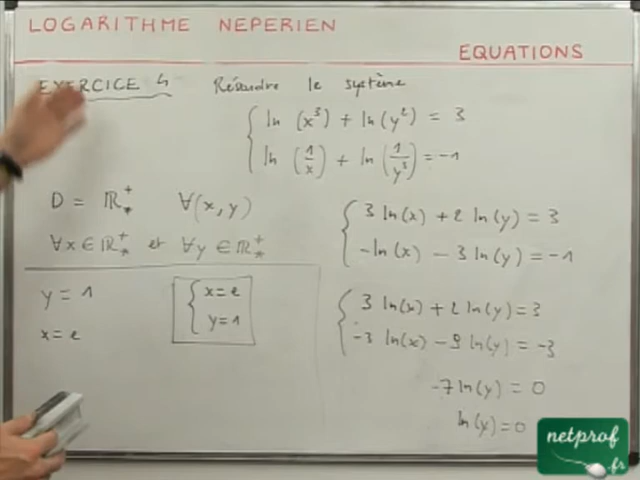 LOGARITHME NEPERIEN
EQUATIONS
EXERCICE 4 Résoudre le système
ln (x³) + ln (y²) = 3
ln (1/x) + ln (1/y³) = -1
D = ℝ*⁺ ∀(x, y)
∀x ∈ ℝ*⁺ et ∀y ∈ ℝ*⁺
3 ln(x) + 2 ln(y) = 3
-ln(x) - 3 ln(y) = -1
y = 1
x = e
x = e
y = 1
3 ln(x) + 2 ln(y) = 3
-3 ln(x) - 9 ln(y) = -3
-7 ln(y) = 0
ln(y) = 0
netprof
.fr